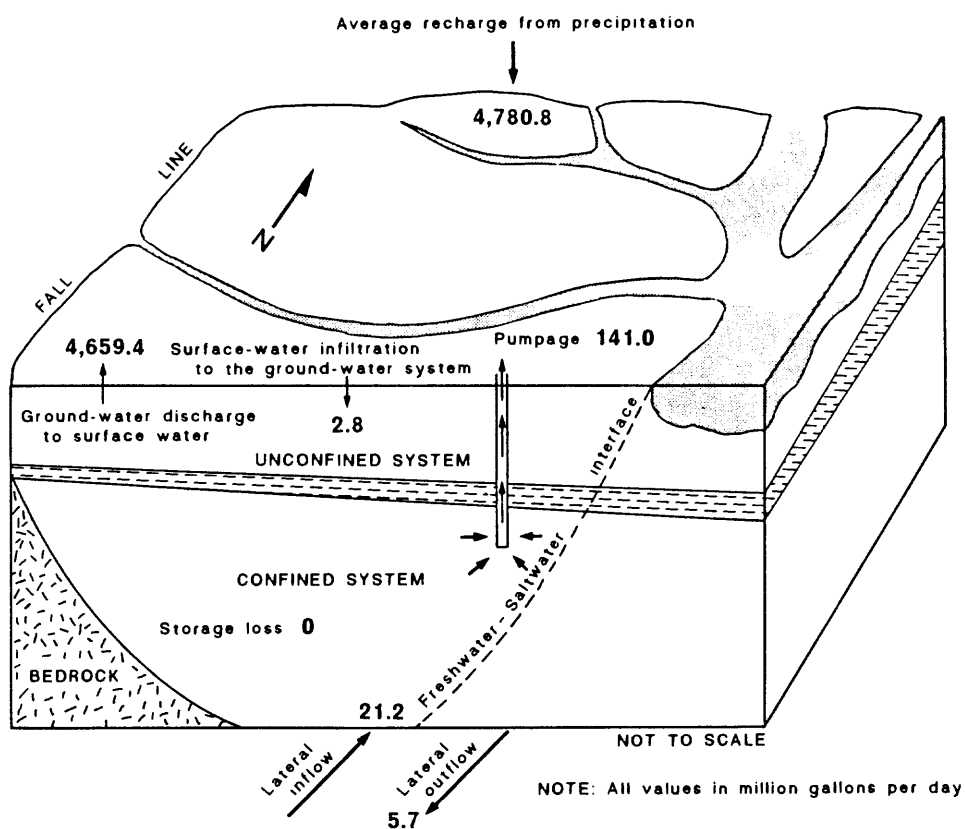 Average recharge from precipitation
4,780.8
LINE
N
FALL
4,659.4
Surface-water infiltration
to the ground-water system
Pumpage 141.0
Ground-water discharge
to surface water
2.8
UNCONFINED SYSTEM
Freshwater - Saltwater interface
CONFINED SYSTEM
Storage loss 0
BEDROCK
21.2
NOT TO SCALE
Lateral
inflow
Lateral
outflow
5.7
NOTE: All values in million gallons per day